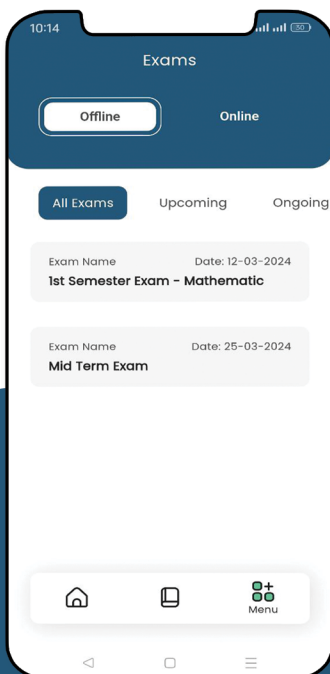 10:14
50
Exams
Offline Online
All Exams Upcoming Ongoing
Exam Name Date: 12-03-2024
1st Semester Exam - Mathematic
Exam Name Date: 25-03-2024
Mid Term Exam
Menu